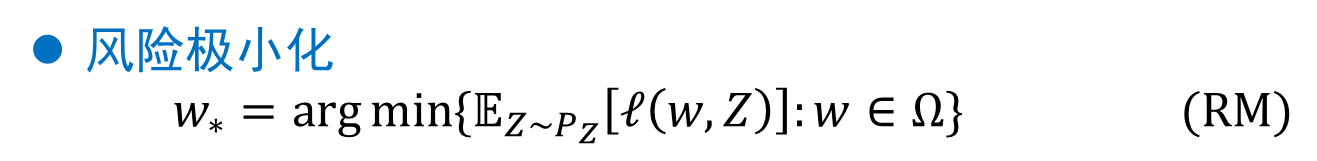 ● 风险极小化
w∗ = arg min{𝔼_{Z~P_Z}[ℓ(w, Z)]: w ∈ Ω} (RM)